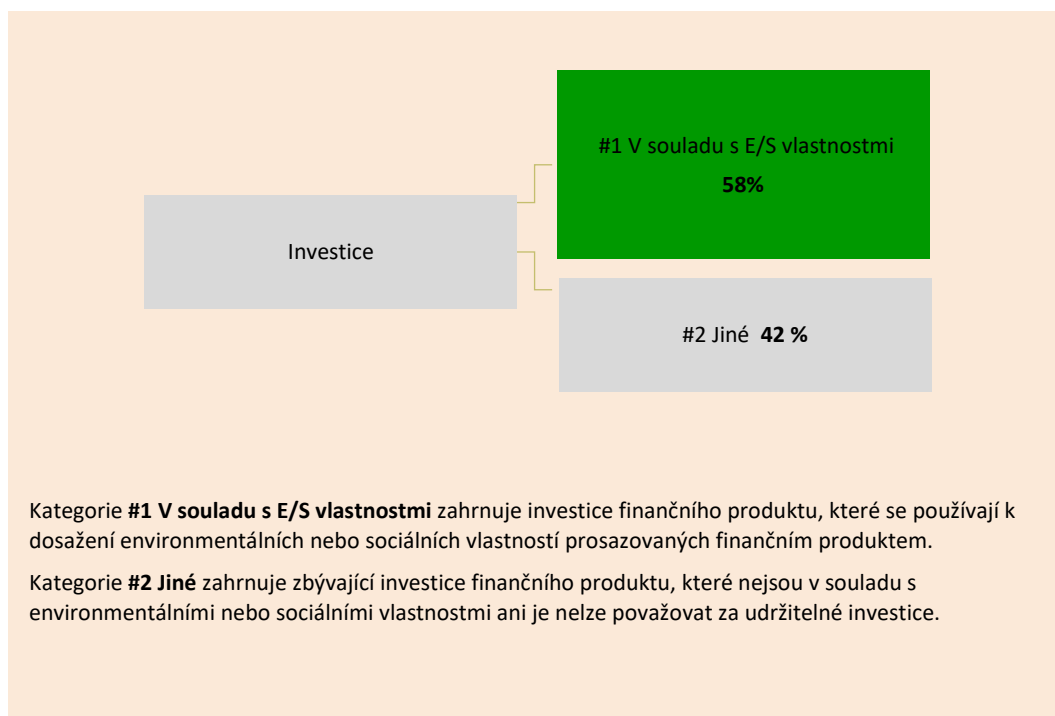 #1 V souladu s E/S vlastnostmi
58%
Investice
#2 Jiné 42 %
Kategorie #1 V souladu s E/S vlastnostmi zahrnuje investice finančního produktu, které se používají k
dosažení environmentálních nebo sociálních vlastností prosazovaných finančním produktem.
Kategorie #2 Jiné zahrnuje zbývající investice finančního produktu, které nejsou v souladu s
environmentálními nebo sociálními vlastnostmi ani je nelze považovat za udržitelné investice.